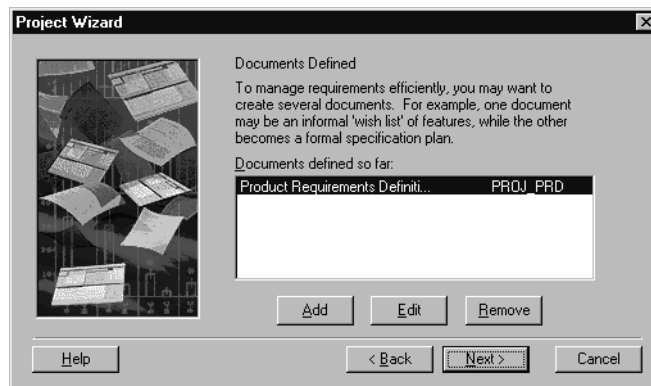 Project Wizard
Documents Defined
To manage requirements efficiently, you may want to
create several documents. For example, one document
may be an informal 'wish list' of features, while the other
becomes a formal specification plan.
Documents defined so far:
Product Requirements Definiti... PROJ_PRD
Add Edit Remove
Help < Back Next > Cancel